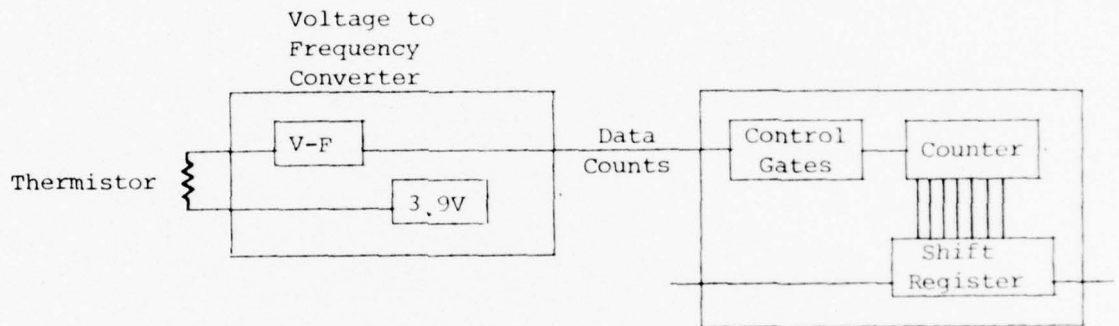 Voltage to
Frequency
Converter
V-F
Data
Counts
Control
Gates
Counter
Thermistor
3.9V
Shift
Register